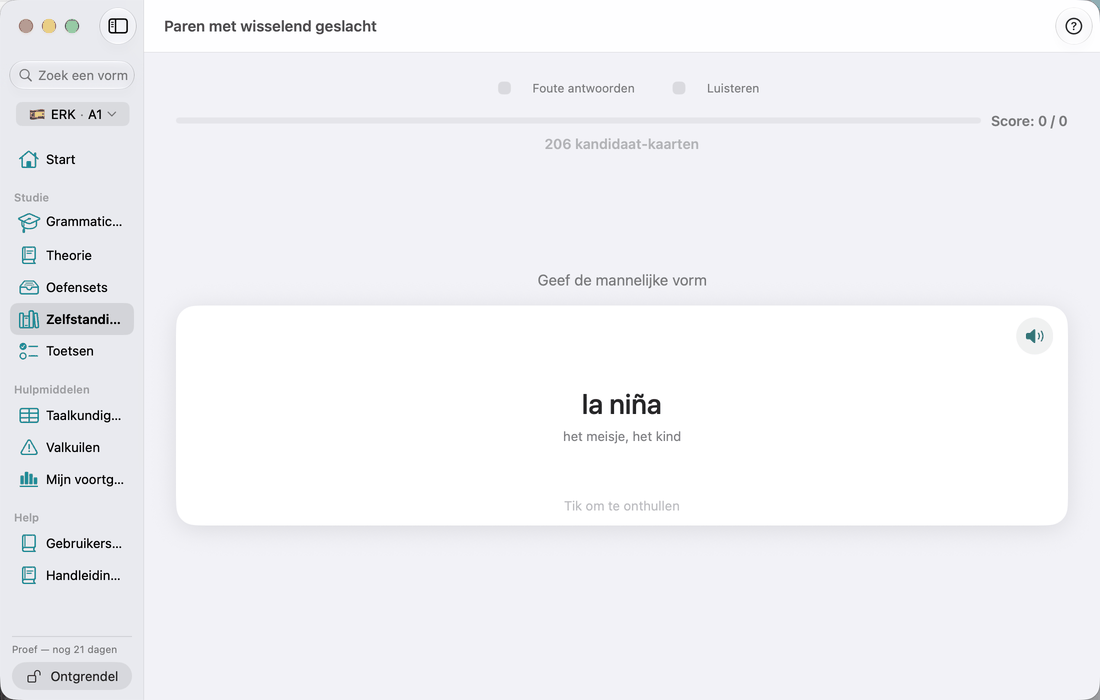 Paren met wisselend geslacht
Zoek een vorm
ERK · A1
Start
Studie
Grammatic...
Theorie
Oefensets
Zelfstandi...
Toetsen
Hulpmiddelen
Taalkundig...
Valkuilen
Mijn voortg...
Help
Gebruikers...
Handleidin...
Proef — nog 21 dagen
Ontgrendel
Foute antwoorden
Luisteren
Score: 0 / 0
206 kandidaat-kaarten
Geef de mannelijke vorm
la niña
het meisje, het kind
Tik om te onthullen